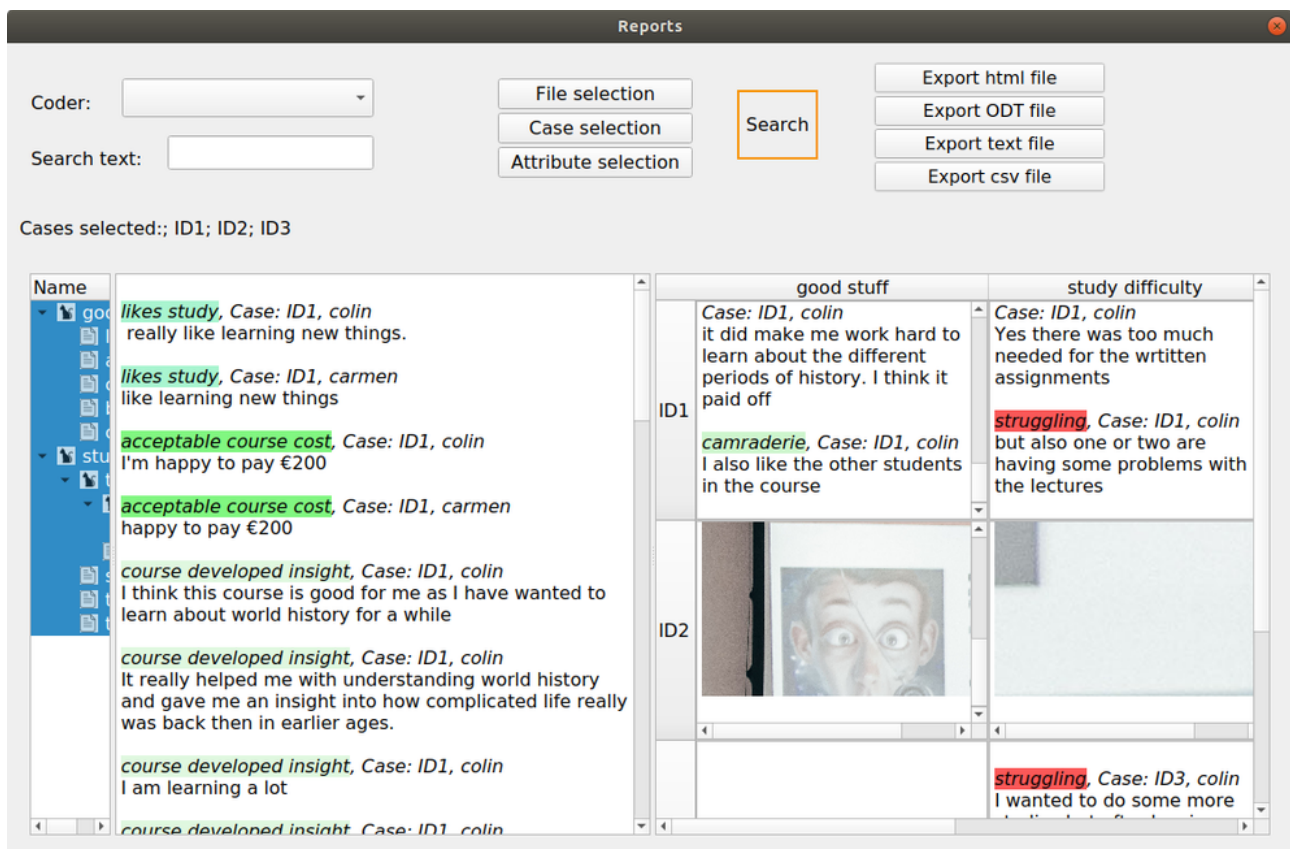 Reports
Coder:
Search text:
File selection
Case selection
Attribute selection
Search
Export html file
Export ODT file
Export text file
Export csv file
Cases selected:; ID1; ID2; ID3
Name
likes study, Case: ID1, colin
really like learning new things.
likes study, Case: ID1, carmen
like learning new things
acceptable course cost, Case: ID1, colin
I'm happy to pay €200
acceptable course cost, Case: ID1, carmen
happy to pay €200
course developed insight, Case: ID1, colin
I think this course is good for me as I have wanted to
learn about world history for a while
course developed insight, Case: ID1, colin
It really helped me with understanding world history
and gave me an insight into how complicated life really
was back then in earlier ages.
course developed insight, Case: ID1, colin
I am learning a lot
course developed insight, Case: ID1, colin
good stuff
study difficulty
ID1
Case: ID1, colin
it did make me work hard to
learn about the different
periods of history. I think it
paid off
camraderie, Case: ID1, colin
I also like the other students
in the course
Case: ID1, colin
Yes there was too much
needed for the wrtitten
assignments
struggling, Case: ID1, colin
but also one or two are
having some problems with
the lectures
ID2
struggling, Case: ID3, colin
I wanted to do some more